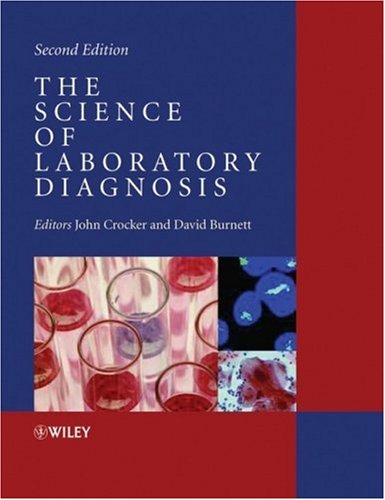 Second Edition
THE
SCIENCE
OF
LABORATORY
DIAGNOSIS
Editors John Crocker and David Burnett
WILEY